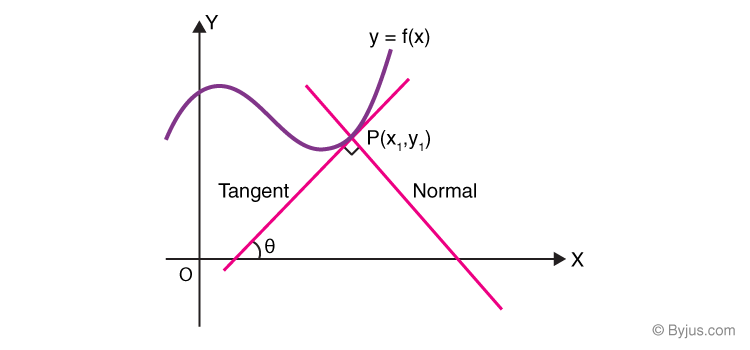 Y
y = f(x)
P(x₁,y₁)
Tangent
Normal
θ
X
O
© Byjus.com